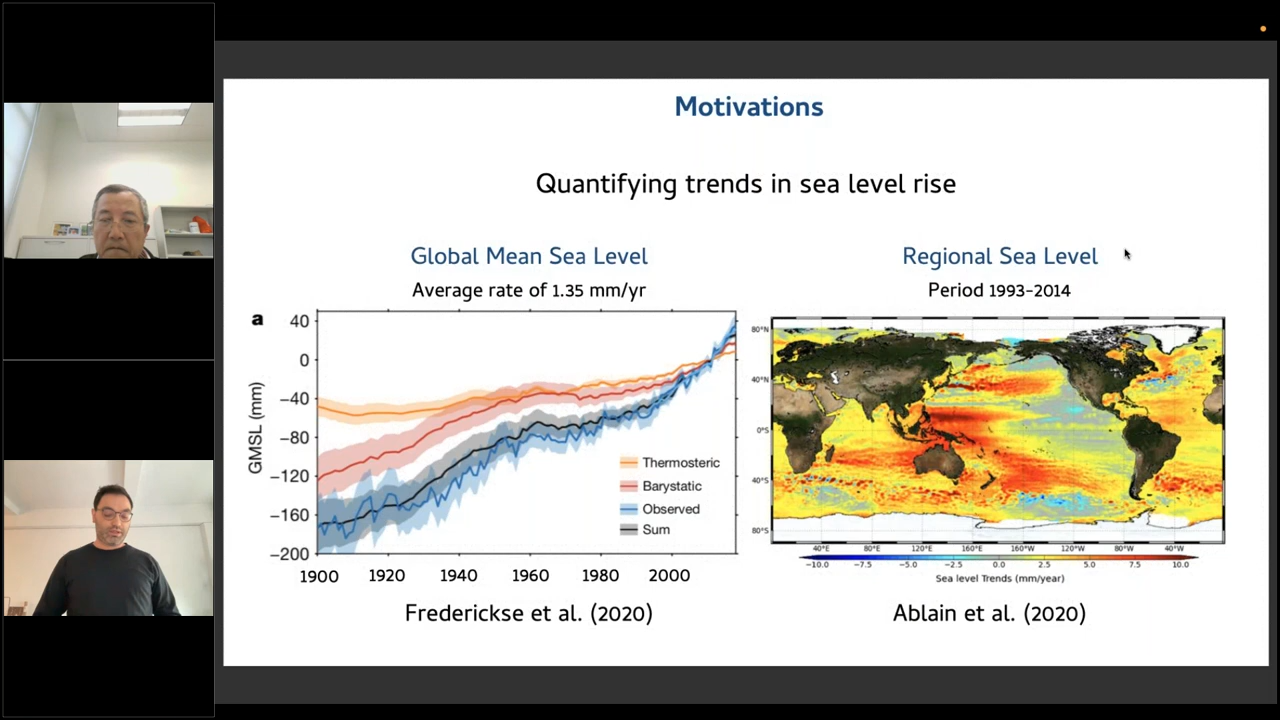 Motivations
Quantifying trends in sea level rise
Global Mean Sea Level
Average rate of 1.35 mm/yr
a
GMSL (mm)
40
0
−40
−80
−120
−160
−200
Thermosteric
Barystatic
Observed
Sum
1900 1920 1940 1960 1980 2000
Frederickse et al. (2020)
Regional Sea Level
Period 1993-2014
80°N
40°N
0°S
40°S
80°S
40°E 80°E 120°E 160°E 160°W 120°W 80°W 40°W
−10.0 −7.5 −5.0 −2.5 0.0 2.5 5.0 7.5 10.0
Sea level Trends (mm/year)
Ablain et al. (2020)